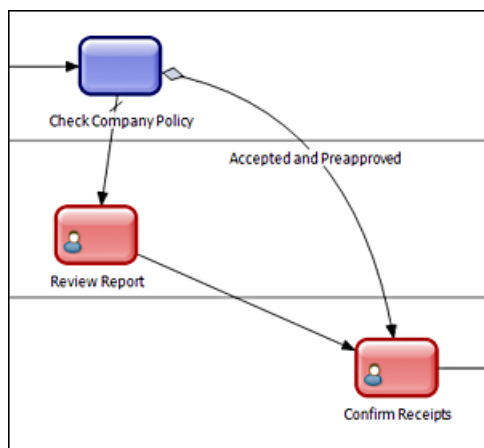 Check Company Policy
Accepted and Preapproved
Review Report
Confirm Receipts